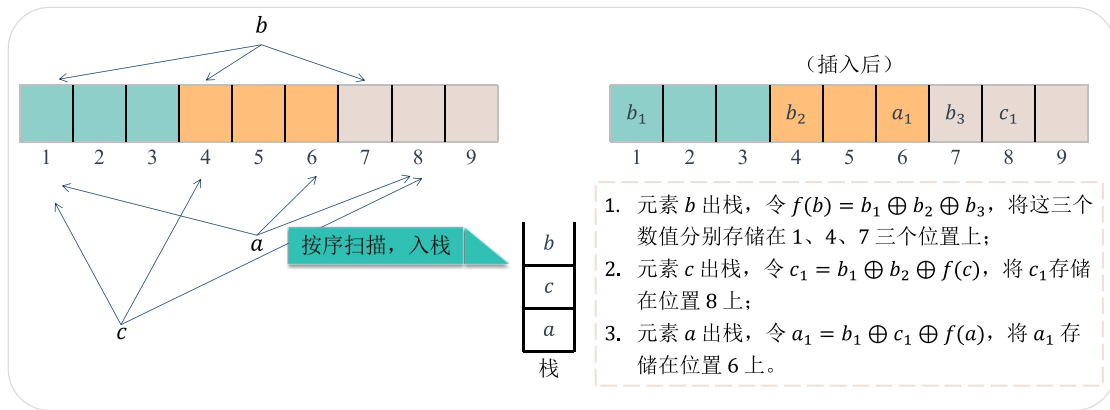 b
1 2 3 4 5 6 7 8 9
a
c
按序扫描，入栈
b
c
a
栈
（插入后）
b₁ b₂ a₁ b₃ c₁
1 2 3 4 5 6 7 8 9
1. 元素 b 出栈，令 f(b) = b₁ ⊕ b₂ ⊕ b₃，将这三个
数值分别存储在 1、4、7 三个位置上；
2. 元素 c 出栈，令 c₁ = b₁ ⊕ b₂ ⊕ f(c)，将 c₁存储
在位置 8 上；
3. 元素 a 出栈，令 a₁ = b₁ ⊕ c₁ ⊕ f(a)，将 a₁ 存
储在位置 6 上。